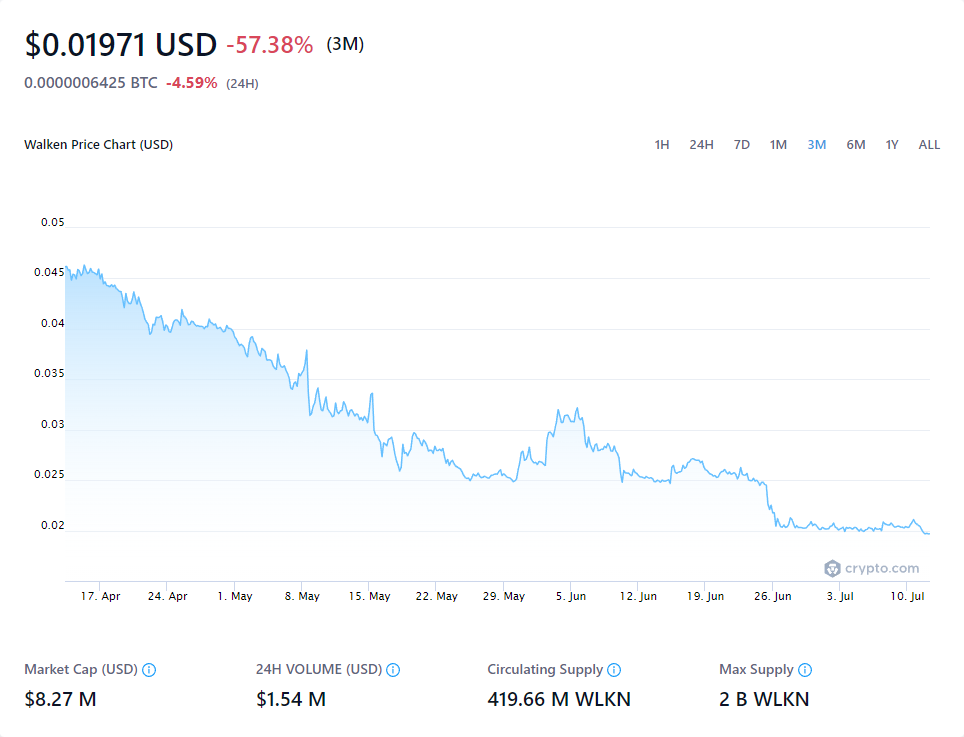 $0.01971 USD -57.38% (3M)
0.0000006425 BTC -4.59% (24H)
Walken Price Chart (USD) 1H 24H 7D 1M 3M 6M 1Y ALL
0.05
0.045
0.04
0.035
0.03
0.025
0.02
crypto.com
17. Apr 24. Apr 1. May 8. May 15. May 22. May 29. May 5. Jun 12. Jun 19. Jun 26. Jun 3. Jul 10. Jul
Market Cap (USD) 24H VOLUME (USD) Circulating Supply Max Supply
$8.27 M $1.54 M 419.66 M WLKN 2 B WLKN